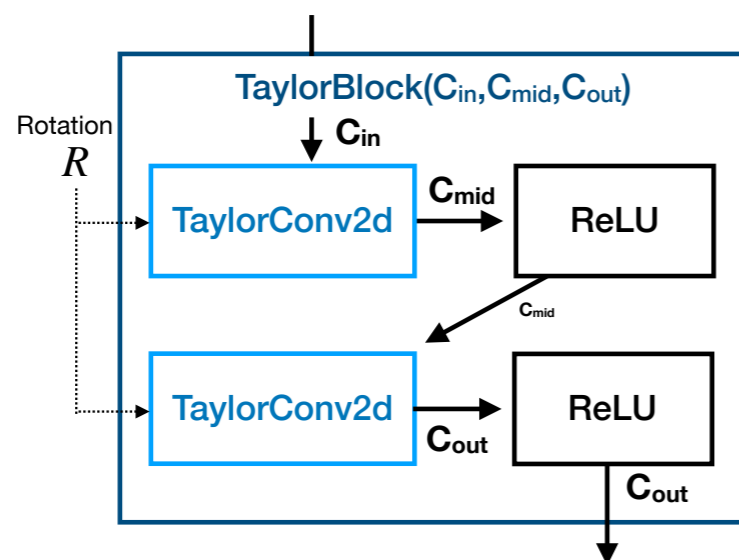 TaylorBlock(Cin,Cmid,Cout)
Rotation
R
Cin
TaylorConv2d
Cmid
ReLU
Cmid
TaylorConv2d
Cout
ReLU
Cout